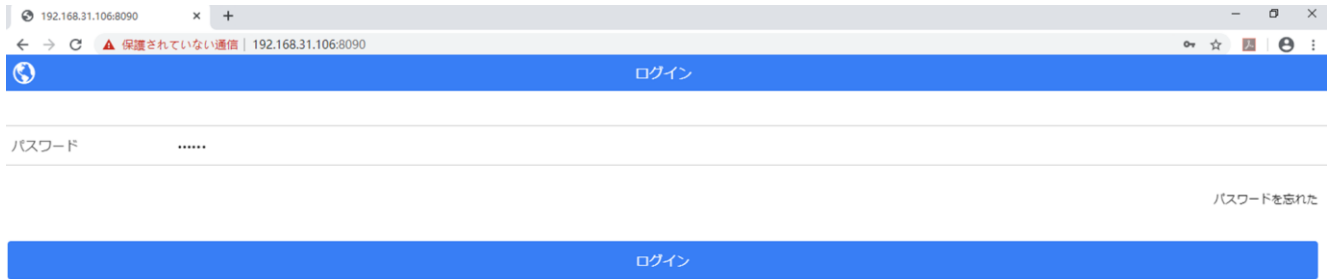 192.168.31.106:8090
保護されていない通信 | 192.168.31.106:8090
ログイン
パスワード ••••••
パスワードを忘れた
ログイン